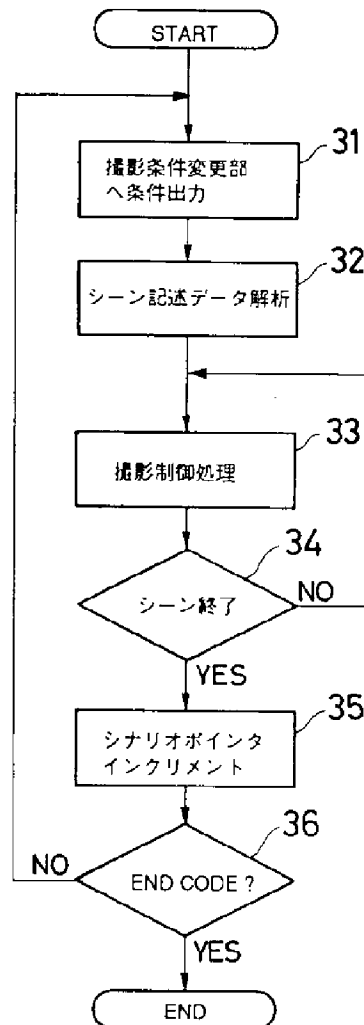 START
31
撮影条件変更部
へ条件出力
32
シーン記述データ解析
33
撮影制御処理
34
シーン終了
NO
YES
35
シナリオポインタ
インクリメント
36
NO
END CODE ?
YES
END